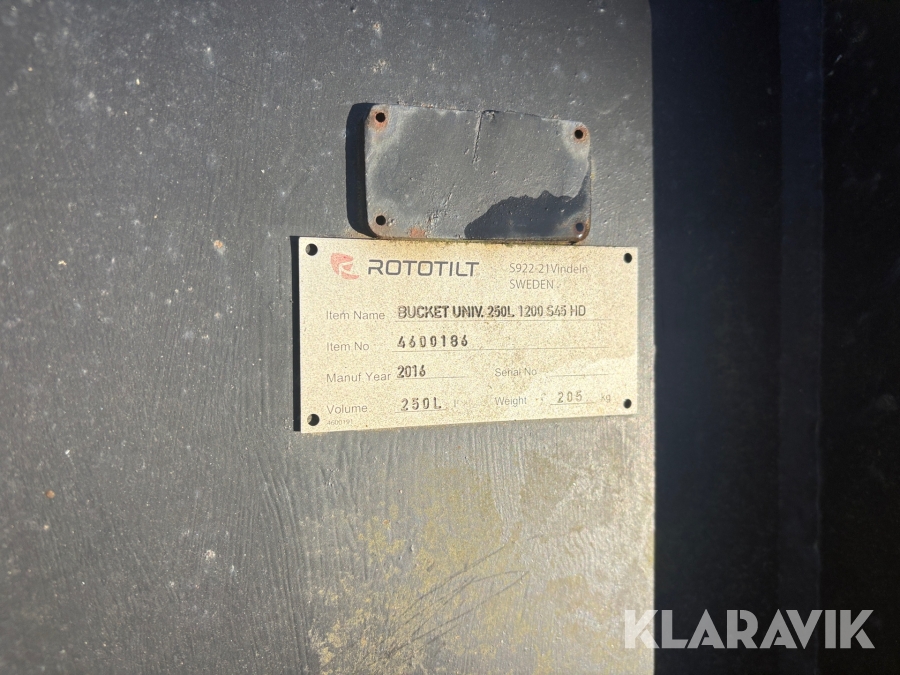 ROTOTILT
S922-21 Vindeln
SWEDEN
Item Name BUCKET UNIV. 250L 1200 S45 HD
Item No 4600186
Manuf Year 2016 Serial No
Volume 250L Weight 205 kg
4600191
KLARAVIK